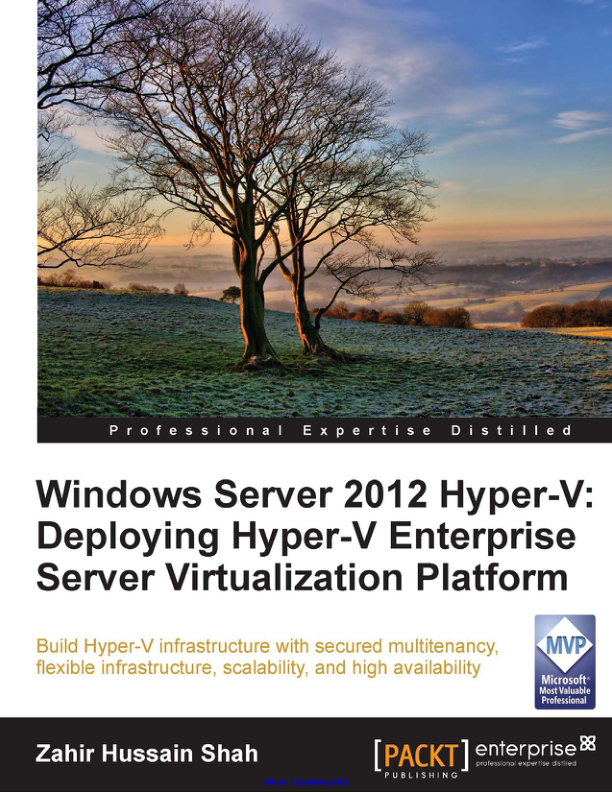 Professional Expertise Distilled
Windows Server 2012 Hyper-V:
Deploying Hyper-V Enterprise
Server Virtualization Platform
Build Hyper-V infrastructure with secured multitenancy,
flexible infrastructure, scalability, and high availability
MVP
Microsoft®
Most Valuable
Professional
Zahir Hussain Shah
[PACKT]
PUBLISHING
enterprise
professional expertise distilled